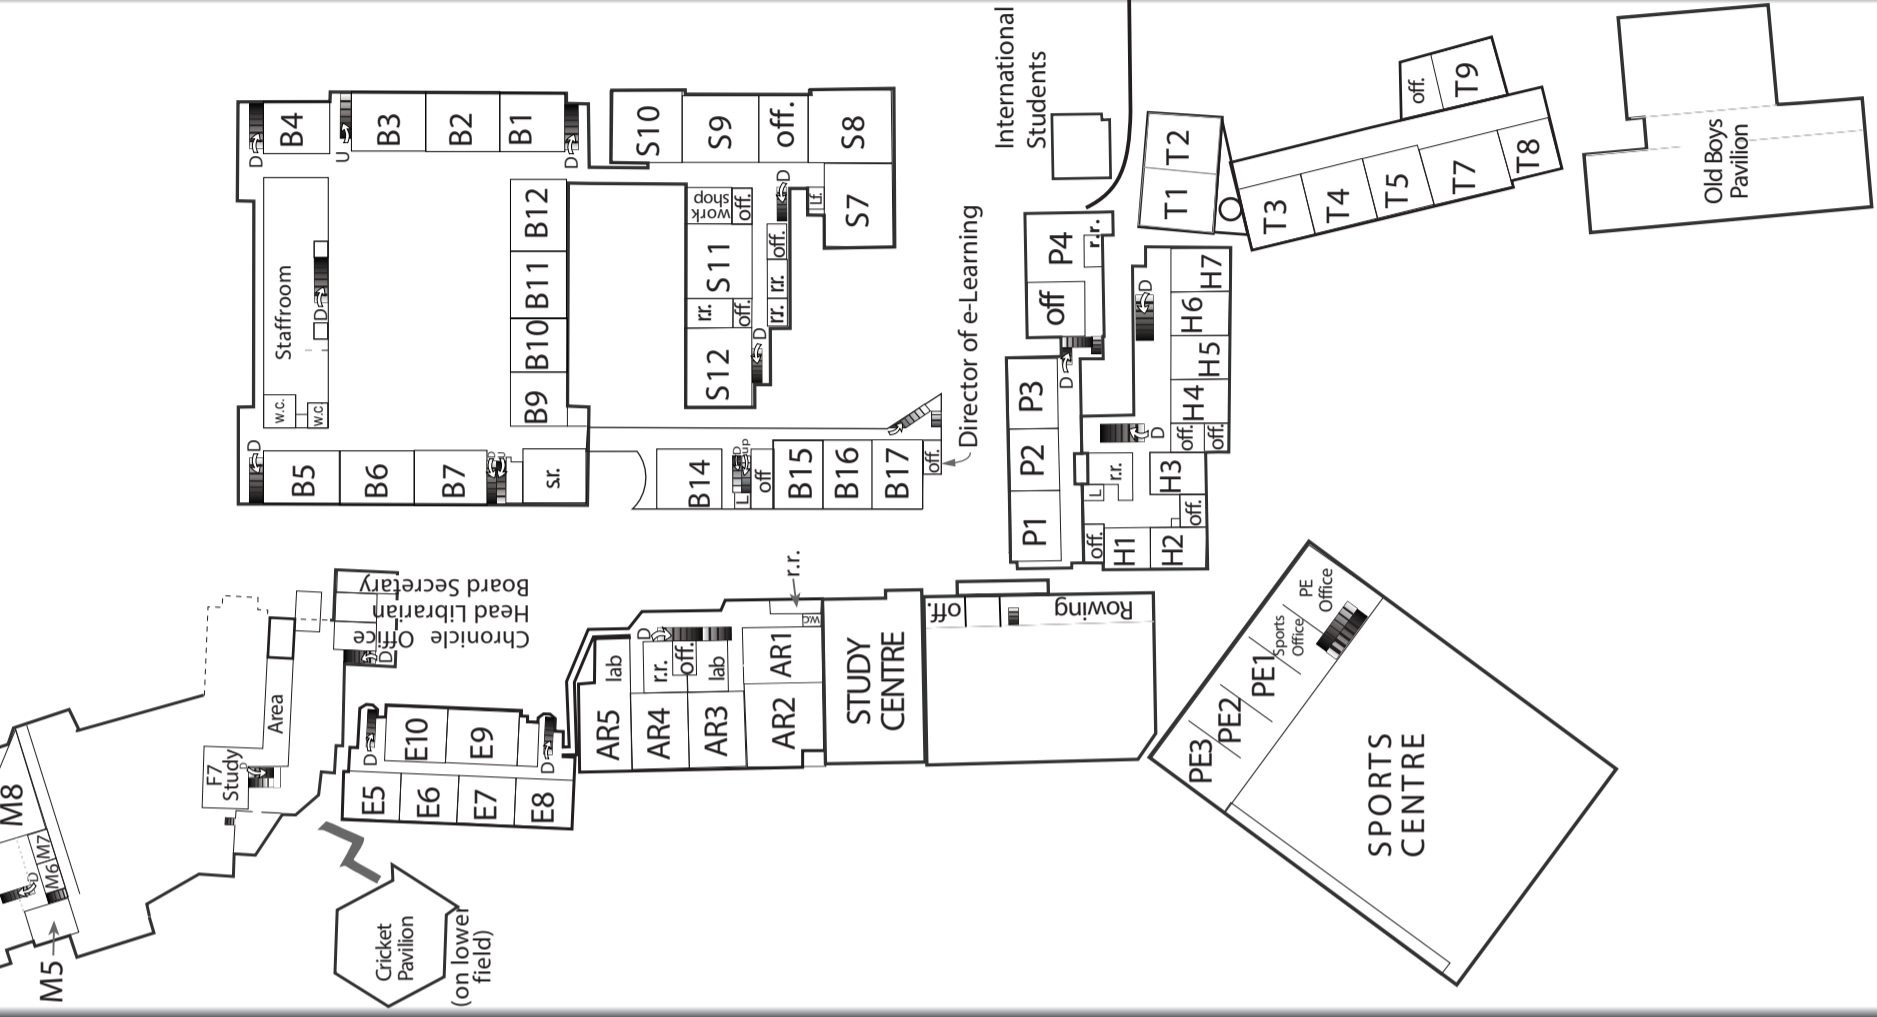 B4
D
U
B3
B2
B1
D
S10
S9
off.
S8
International
Students
T2
T1
off.
T9
T3
T4
T5
T7
T8
Old Boys
Pavilion
Staffroom
D
w.c.
w.c
B12
B11
B10
B9
work
shop
off.
D
S11
off.
Lf.
S7
r.r.
off.
r.r.
r.r.
S12
D
Director of e-Learning
P4
r.r.
off
D
P3
P2
P1
D
H7
H6
H5
H4
D
off.
off.
r.r.
H3
L
off.
off.
H1
H2
D
B5
B6
B7
D
U
s.r.
B14
D
up
L
off
B15
B16
B17
off.
Board Secretary
Head Librarian
Chronicle Office
D
Area
F7
Study
D
M8
M7
M6
D
M5
D
E10
E9
D
E5
E6
E7
E8
Cricket
Pavilion
(on lower
field)
D
lab
r.r.
off.
lab
AR1
w.c
r.r.
AR5
AR4
AR3
AR2
STUDY
CENTRE
off.
Rowing
PE
Office
Sports
Office
PE1
PE2
PE3
SPORTS
CENTRE